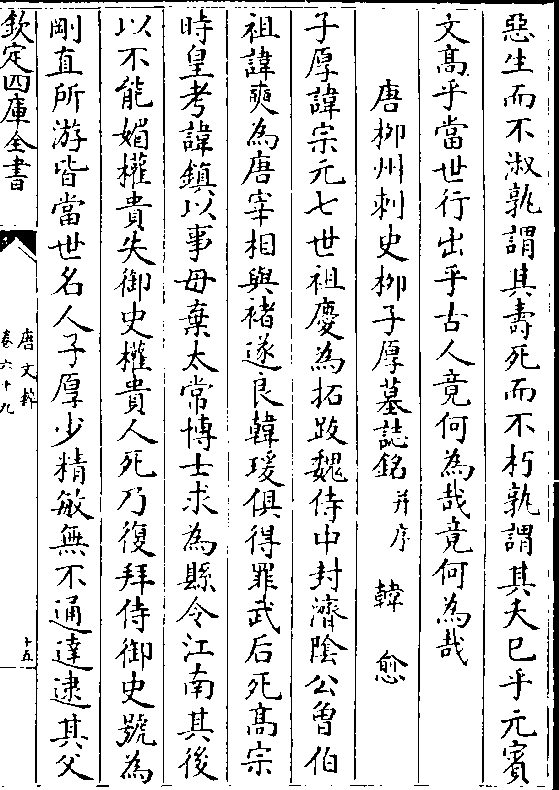 惡生而不淑孰謂其壽死而不朽孰謂其夫已乎元賔
文髙乎當世行出乎古人竟何為哉竟何為哉
唐柳州刺史柳子厚墓誌銘 并序 韓愈
子厚諱宗元七世祖慶為拓跋魏侍中封濟隂公曾伯
祖諱奭為唐宰相與褚遂良韓瑗俱得罪武后死髙宗
時皇考諱鎮以事母棄太常博士求為縣令江南其後
以不能媚權貴失御史權貴人死乃復拜侍御史號為
剛直所游皆當世名人子厚少精敏無不通達逮其父
欽定四庫全書
唐文粹
卷六十九
十五